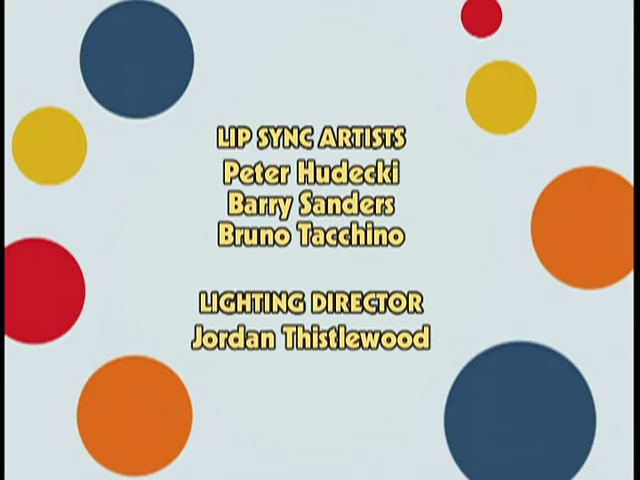 LIP SYNC ARTISTS
Peter Hudecki
Barry Sanders
Bruno Tacchino
LIGHTING DIRECTOR
Jordan Thistlewood